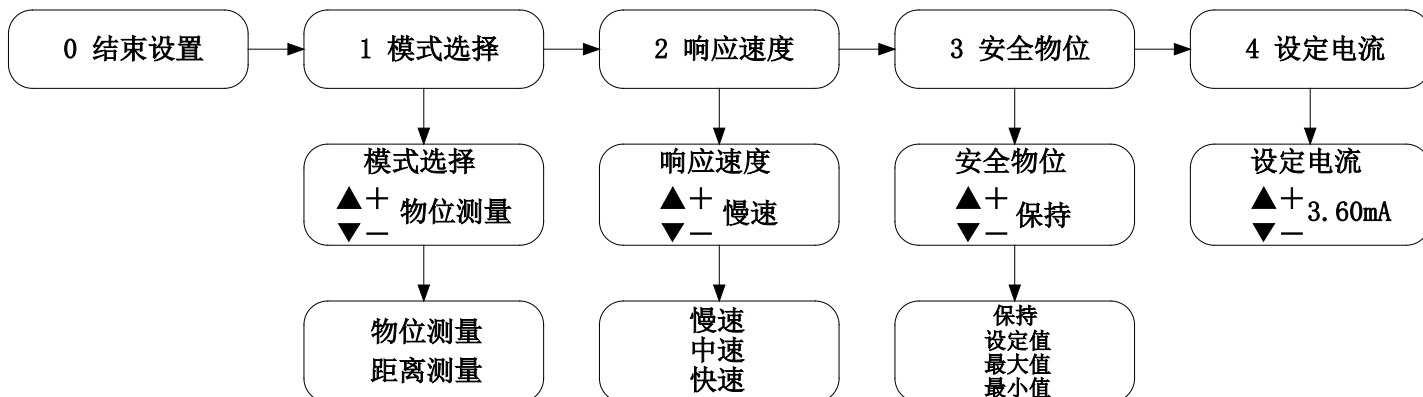 0 结束设置
1 模式选择
2 响应速度
3 安全物位
4 设定电流
模式选择
▲+
▼− 物位测量
响应速度
▲+
▼− 慢速
安全物位
▲+
▼− 保持
设定电流
▲+
▼− 3.60mA
物位测量
距离测量
慢速
中速
快速
保持
设定值
最大值
最小值